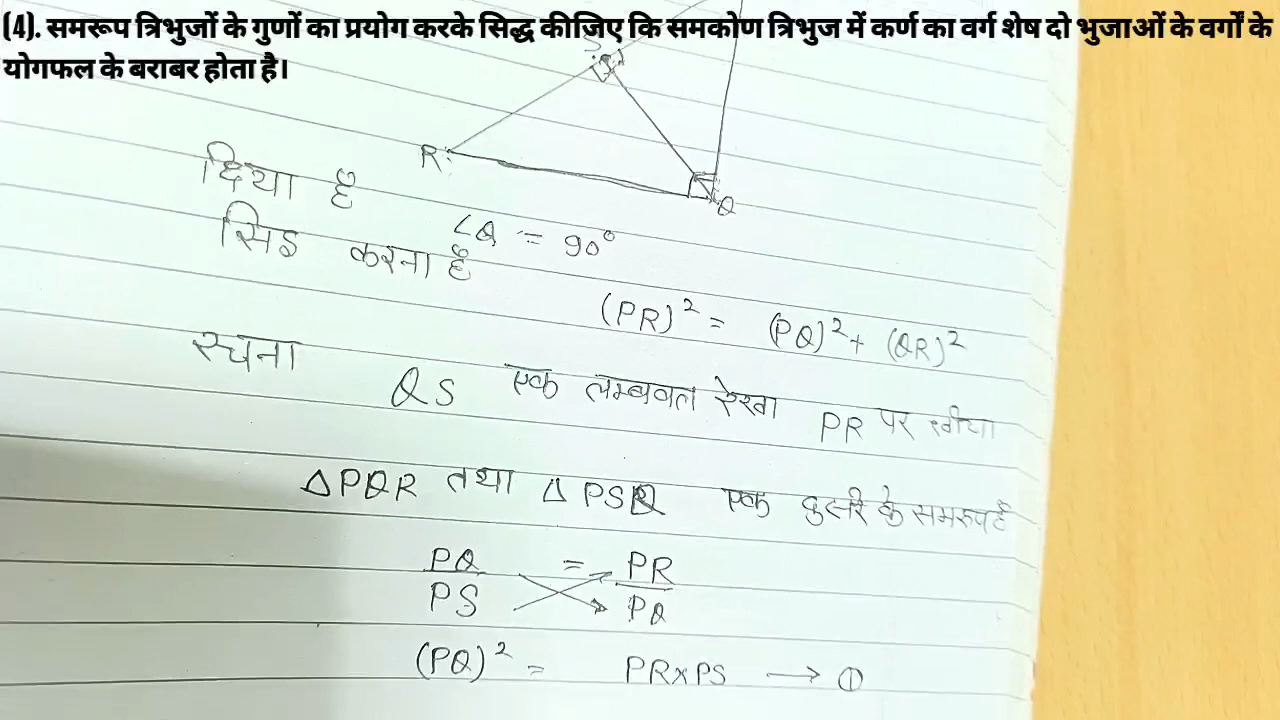 (4). समरूप त्रिभुजों के गुणों का प्रयोग करके सिद्ध कीजिए कि समकोण त्रिभुज में कर्ण का वर्ग शेष दो भुजाओं के वर्गों के
योगफल के बराबर होता है।
R
Q
दिया है
∠Q = 90°
सिद्ध करना है
(PR)² = (PQ)² + (QR)²
रचना
QS एक लम्बवत रेखा PR पर खींचा
△PQR तथा △PSQ एक दुसरे के समरूप है
PQ/PS = PR/PQ
(PQ)² = PR×PS → ①